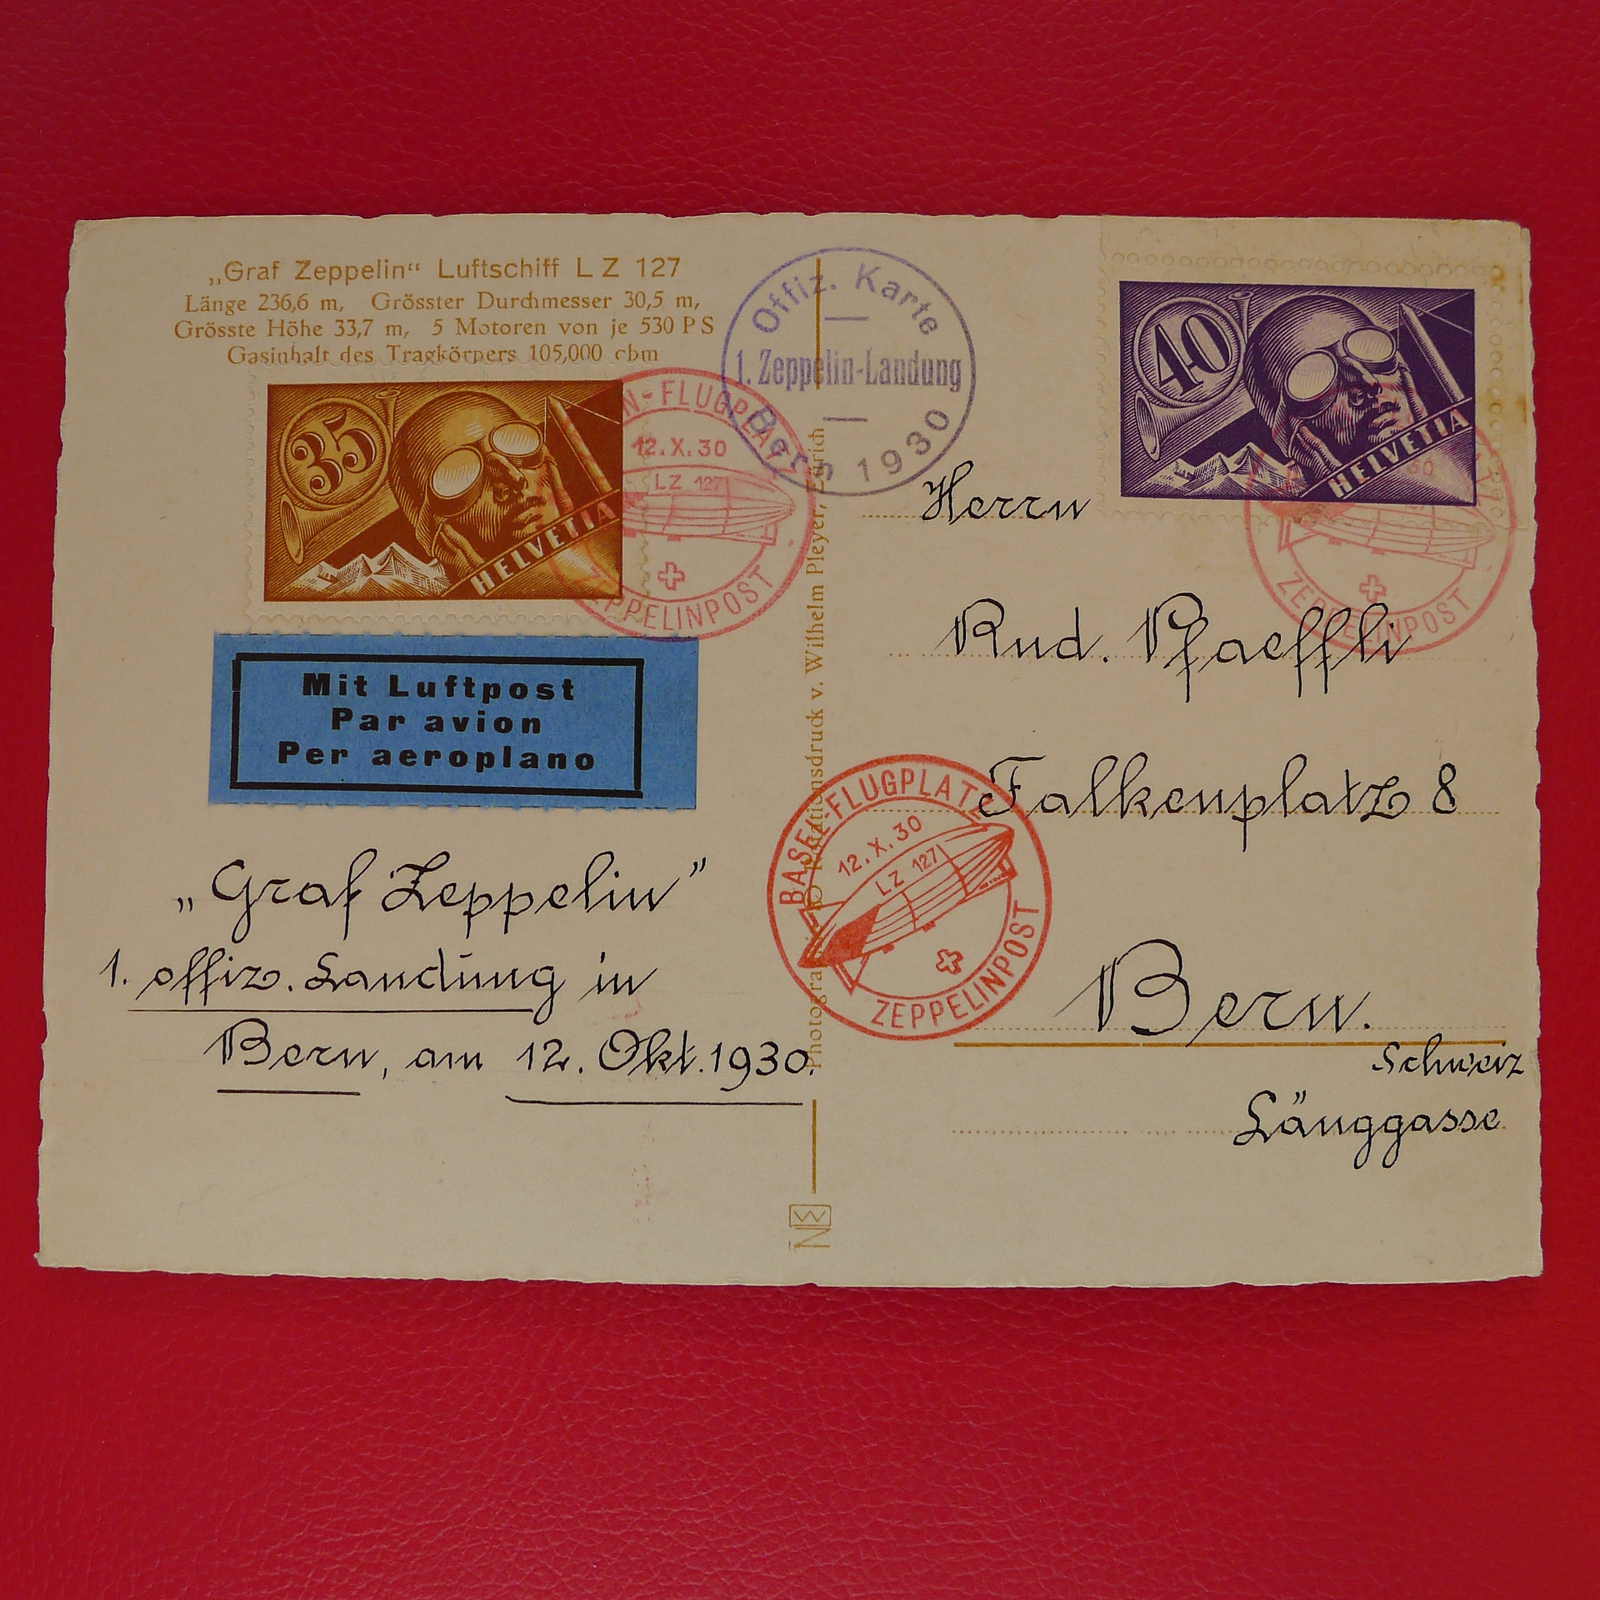 „Graf Zeppelin“ Luftschiff L Z 127
Länge 236,6 m, Grösster Durchmesser 30,5 m,
Grösste Höhe 33,7 m, 5 Motoren von je 530 P S
Gasinhalt des Tragkörpers 105,000 cbm
Offiz. Karte
1. Zeppelin-Landung
Bern 1930
35
HELVETIA
N-FLUGPLATZ
12.X.30
LZ 127
ZEPPELINPOST
40
HELVETIA
30
ZEPPELINPOST
Mit Luftpost
Par avion
Per aeroplano
„Graf Zeppelin”
1. offiz. Landung in
Bern, am 12. Okt. 1930.
Rotationsdruck v. Wilhelm Pleyer, Zürich
BASEL-FLUGPLATZ
12.X.30
LZ 127
ZEPPELINPOST
Herrn
Rud. Pfaeffli
Falkenplatz 8
Bern.
Schweiz
Länggasse